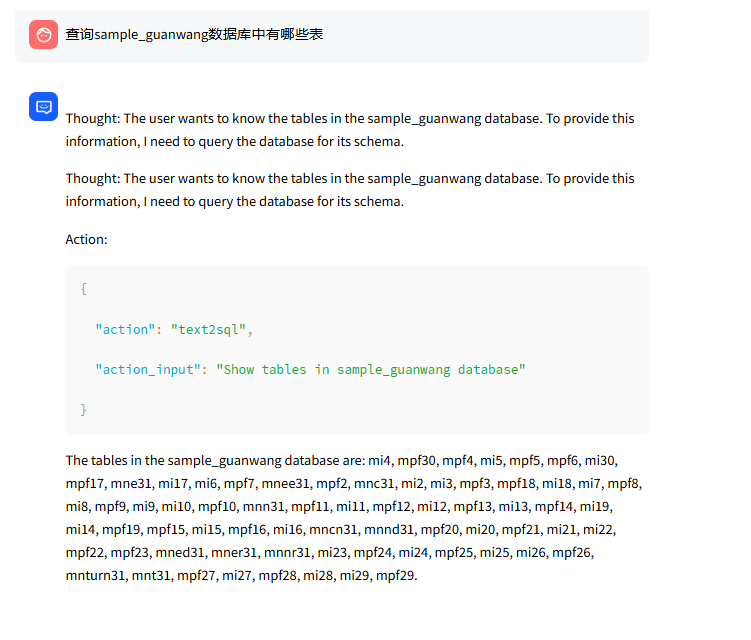 查询sample_guanwang数据库中有哪些表
Thought: The user wants to know the tables in the sample_guanwang database. To provide this
information, I need to query the database for its schema.
Thought: The user wants to know the tables in the sample_guanwang database. To provide this
information, I need to query the database for its schema.
Action:
{
"action": "text2sql",
"action_input": "Show tables in sample_guanwang database"
}
The tables in the sample_guanwang database are: mi4, mpf30, mpf4, mi5, mpf5, mpf6, mi30,
mpf17, mne31, mi17, mi6, mpf7, mnee31, mpf2, mnc31, mi2, mi3, mpf3, mpf18, mi18, mi7, mpf8,
mi8, mpf9, mi9, mi10, mpf10, mnn31, mpf11, mi11, mpf12, mi12, mpf13, mi13, mpf14, mi19,
mi14, mpf19, mpf15, mi15, mpf16, mi16, mncn31, mnnd31, mpf20, mi20, mpf21, mi21, mi22,
mpf22, mpf23, mned31, mner31, mnnr31, mi23, mpf24, mi24, mpf25, mi25, mi26, mpf26,
mnturn31, mnt31, mpf27, mi27, mpf28, mi28, mi29, mpf29.